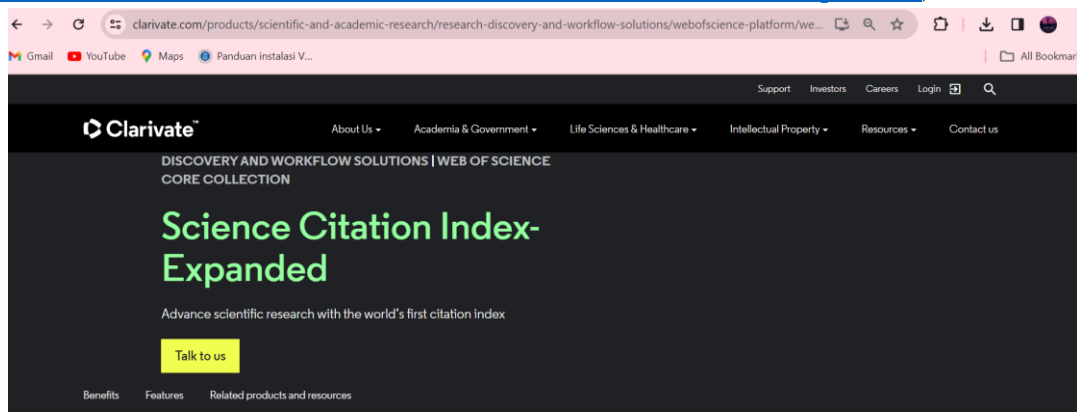 clarivate.com/products/scientific-and-academic-research/research-discovery-and-workflow-solutions/webofscience-platform/we...
Gmail YouTube Maps Panduan instalasi V... All Bookmar
Support Investors Careers Login
Clarivate™ About Us Academia & Government Life Sciences & Healthcare Intellectual Property Resources Contact us
DISCOVERY AND WORKFLOW SOLUTIONS | WEB OF SCIENCE
CORE COLLECTION
Science Citation Index-
Expanded
Advance scientific research with the world's first citation index
Talk to us
Benefits Features Related products and resources